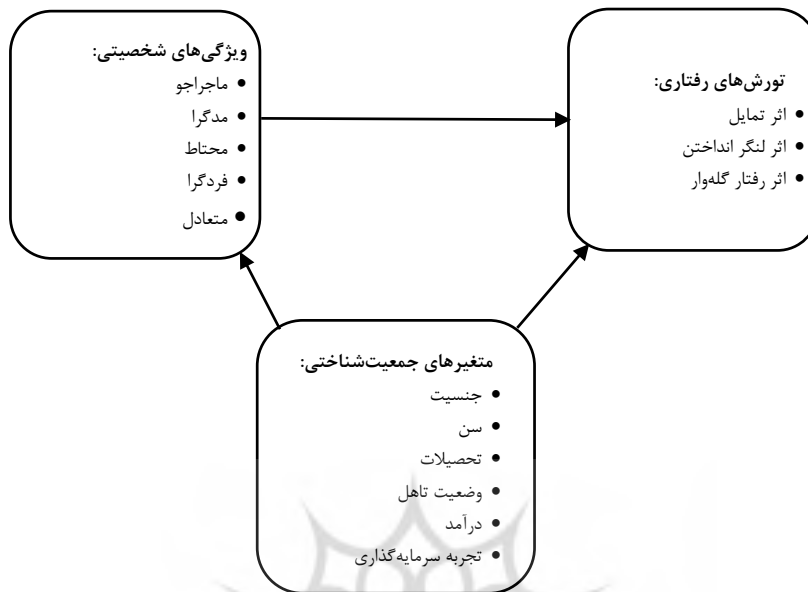 ویژگی‌های شخصیتی:
• ماجراجو
• مدگرا
• محتاط
• فردگرا
• متعادل
تورش‌های رفتاری:
• اثر تمایل
• اثر لنگر انداختن
• اثر رفتار گله‌وار
متغیرهای جمعیت‌شناختی:
• جنسیت
• سن
• تحصیلات
• وضعیت تاهل
• درآمد
• تجربه سرمایه‌گذاری